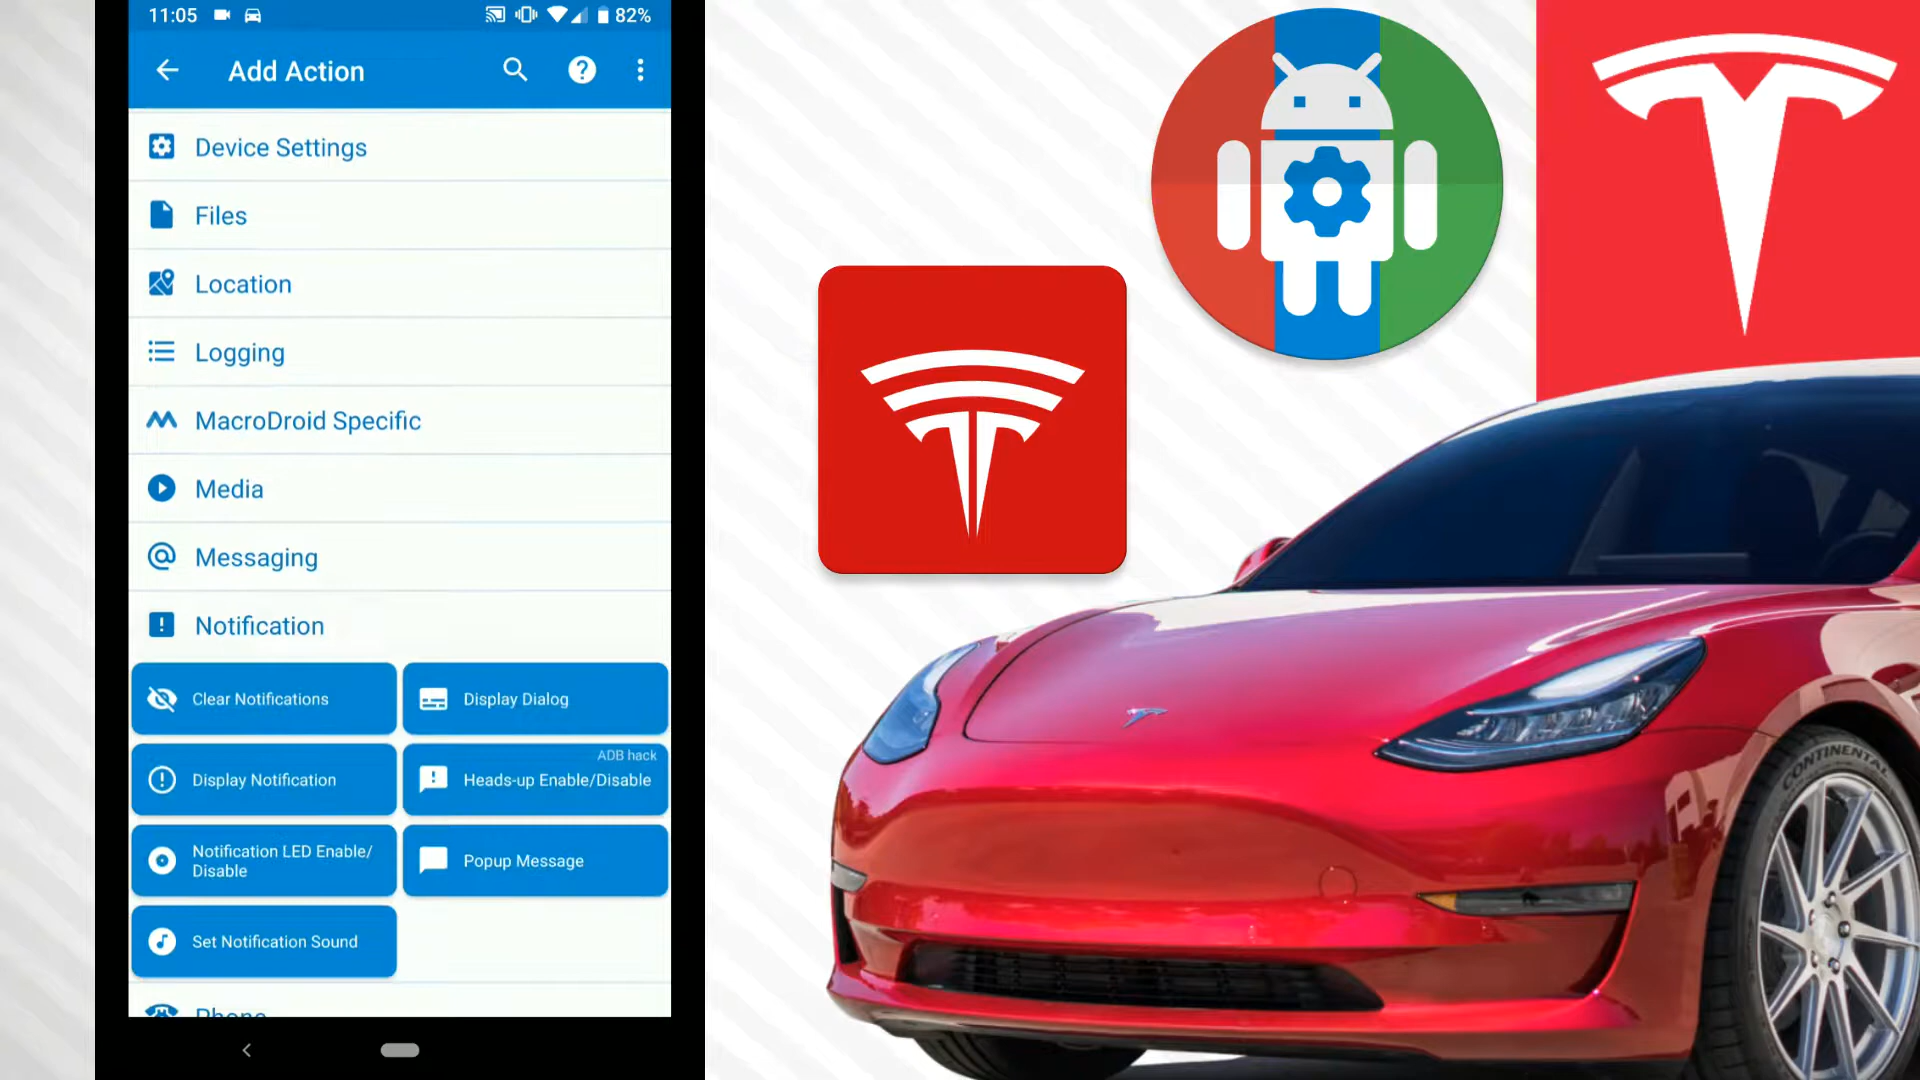 11:05
82%
Add Action
Device Settings
Files
Location
Logging
MacroDroid Specific
Media
Messaging
Notification
Clear Notifications
Display Dialog
Display Notification
ADB hack
Heads-up Enable/Disable
Notification LED Enable/
Disable
Popup Message
Set Notification Sound
Phone
CONTINENTAL